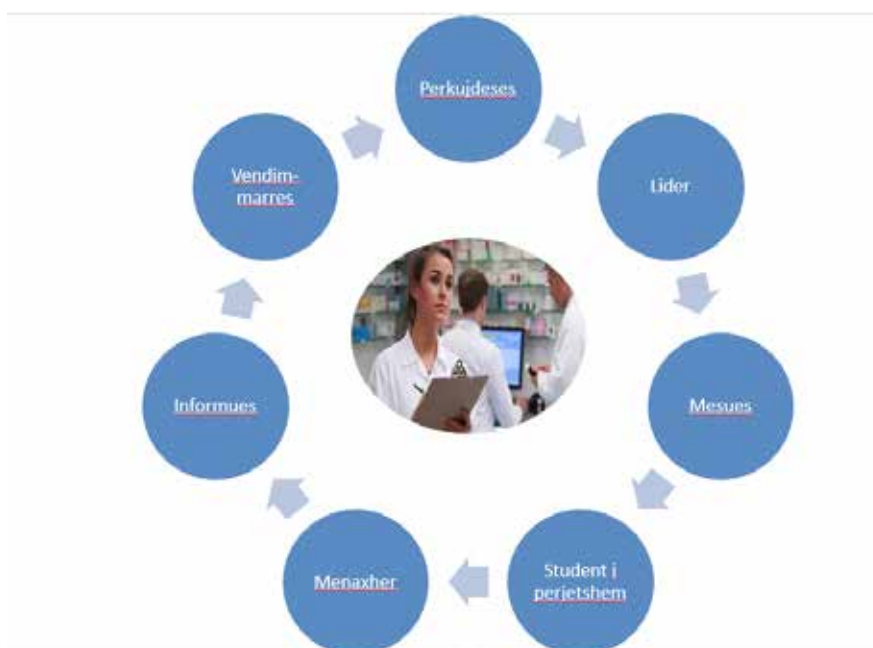 Perkujdeses
Lider
Mesues
Student i
perjetshem
Menaxher
Informues
Vendim-
marres